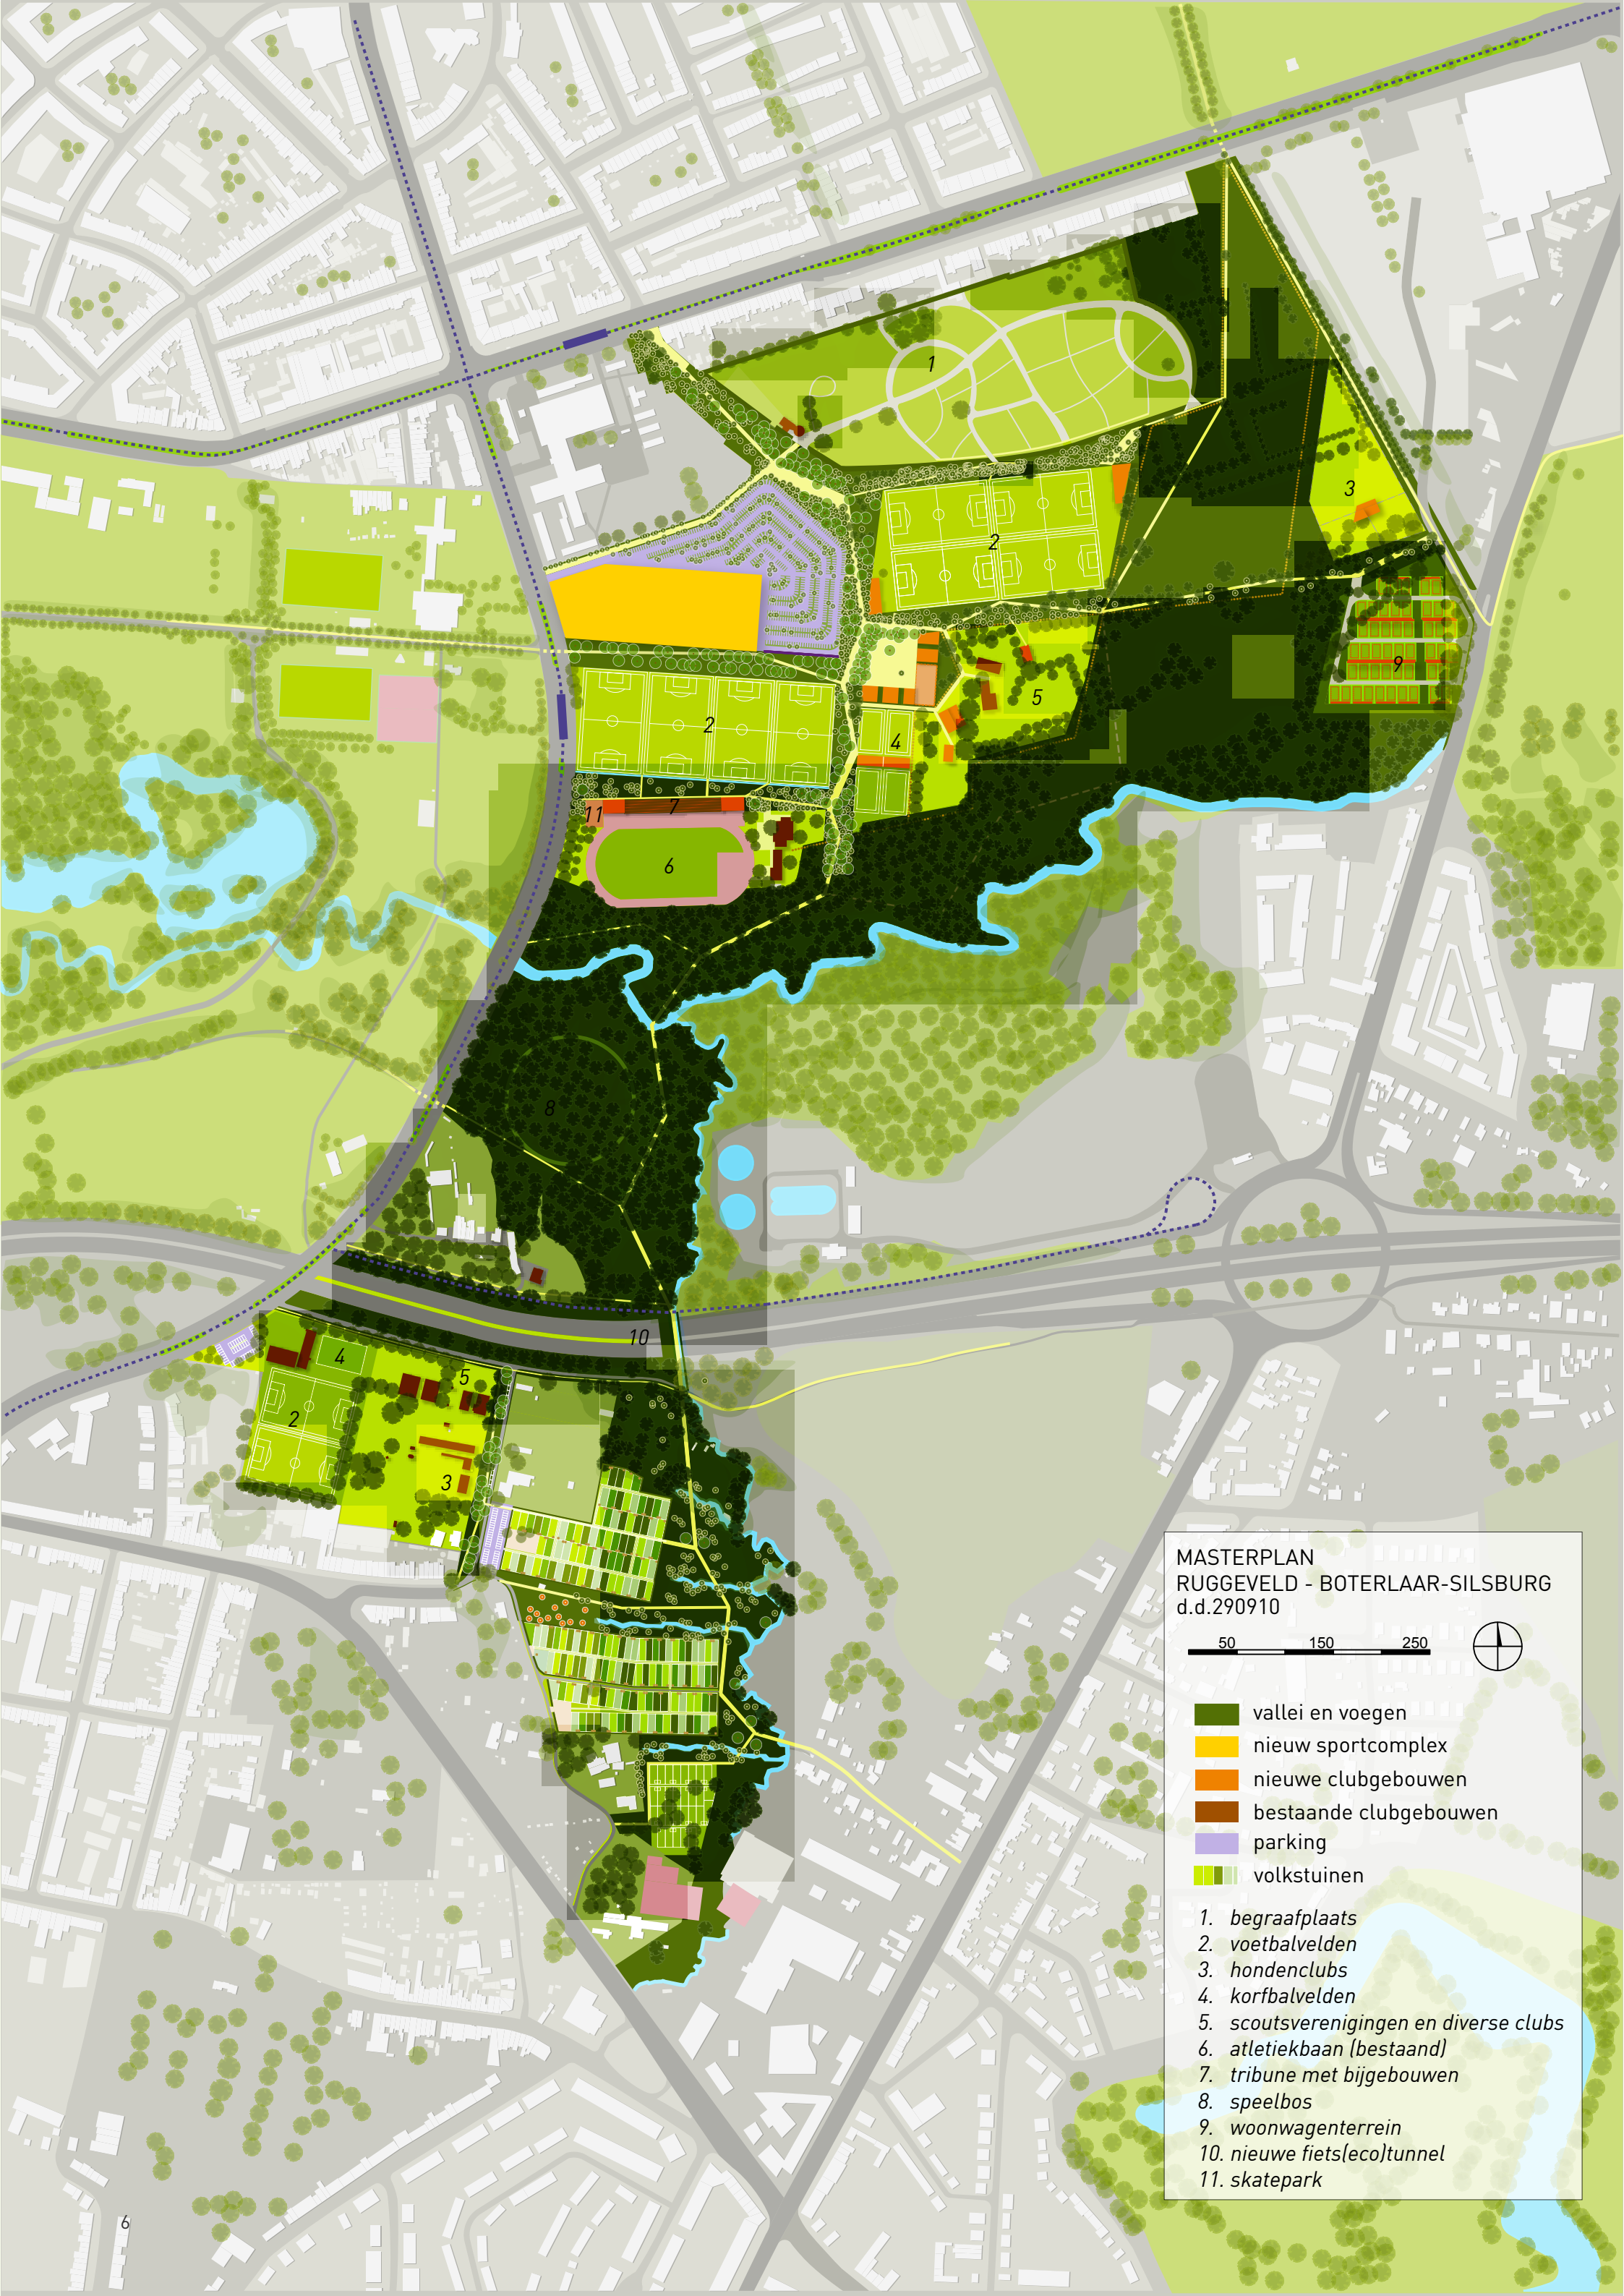 1
2
3
9
5
2
4
11
7
6
8
10
4
5
2
3
MASTERPLAN
RUGGEVELD - BOTERLAAR-SILSBURG
d.d.290910
50 150 250
vallei en voegen
nieuw sportcomplex
nieuwe clubgebouwen
bestaande clubgebouwen
parking
volkstuinen
1. begraafplaats
2. voetbalvelden
3. hondenclubs
4. korfbalvelden
5. scoutsverenigingen en diverse clubs
6. atletiekbaan (bestaand)
7. tribune met bijgebouwen
8. speelbos
9. woonwagenterrein
10. nieuwe fiets(eco)tunnel
11. skatepark
6